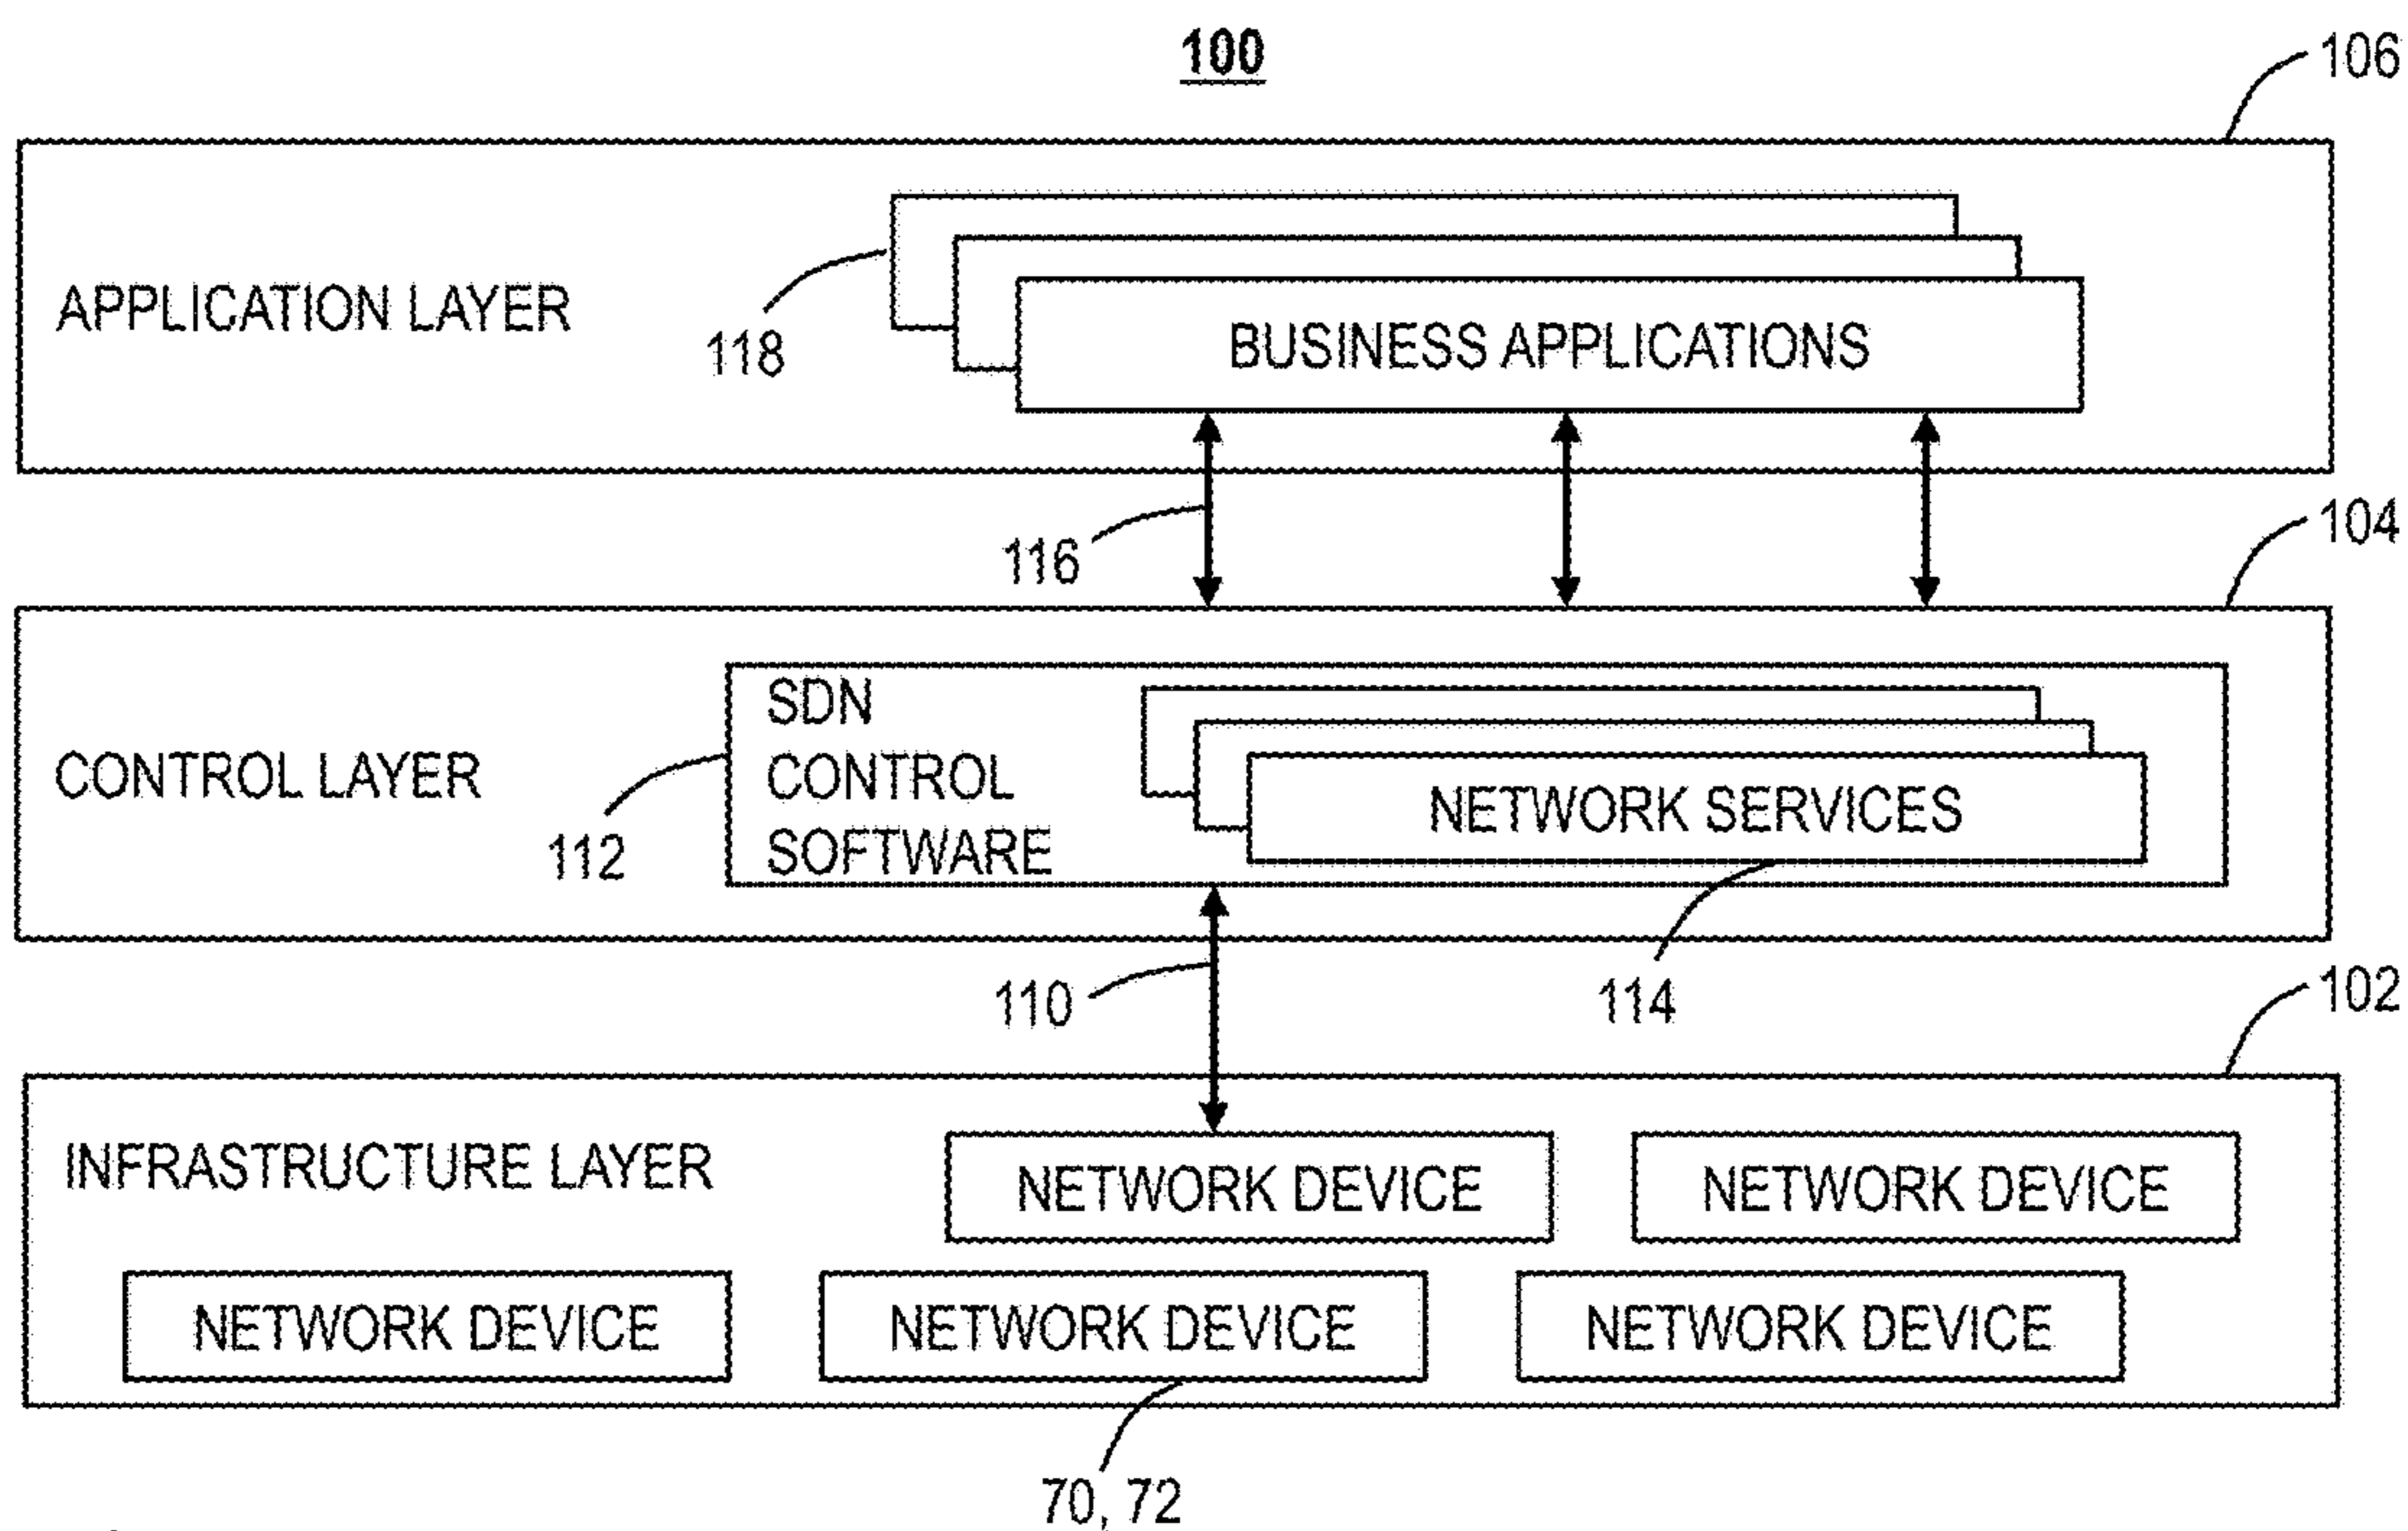 100
106
APPLICATION LAYER
118
BUSINESS APPLICATIONS
116
104
CONTROL LAYER
112
SDN
CONTROL
SOFTWARE
NETWORK SERVICES
110
114
102
INFRASTRUCTURE LAYER
NETWORK DEVICE
NETWORK DEVICE
NETWORK DEVICE
NETWORK DEVICE
NETWORK DEVICE
70, 72